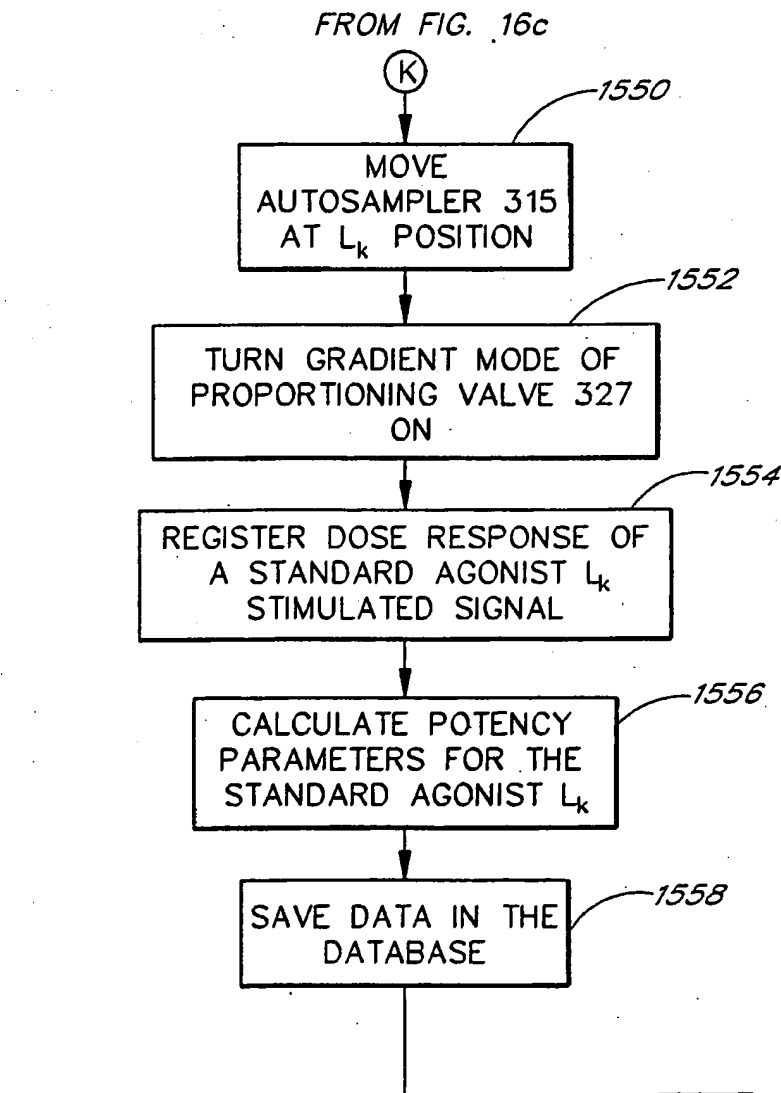 FROM FIG. 16c
K
1550
MOVE
AUTOSAMPLER 315
AT Lk POSITION
1552
TURN GRADIENT MODE OF
PROPORTIONING VALVE 327
ON
1554
REGISTER DOSE RESPONSE OF
A STANDARD AGONIST Lk
STIMULATED SIGNAL
1556
CALCULATE POTENCY
PARAMETERS FOR THE
STANDARD AGONIST Lk
1558
SAVE DATA IN THE
DATABASE